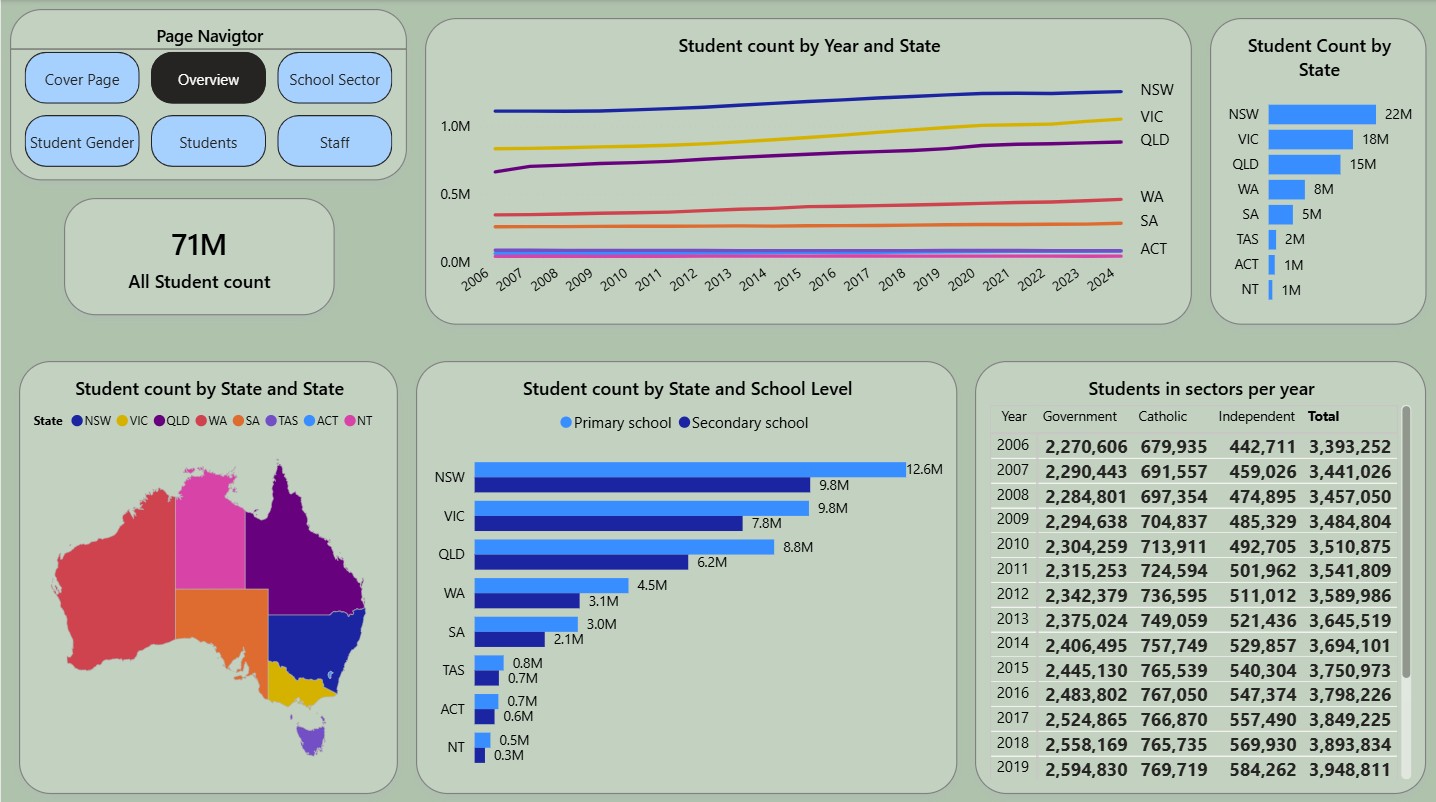 Page Navigtor
Cover Page
Overview
School Sector
Student Gender
Students
Staff
71M
All Student count
Student count by Year and State
1.0M
0.5M
0.0M
NSW
VIC
QLD
WA
SA
ACT
2006 2007 2008 2009 2010 2011 2012 2013 2014 2015 2016 2017 2018 2019 2020 2021 2022 2023 2024
Student Count by
State
NSW 22M
VIC 18M
QLD 15M
WA 8M
SA 5M
TAS 2M
ACT 1M
NT 1M
Student count by State and State
State NSW VIC QLD WA SA TAS ACT NT
Student count by State and School Level
Primary school Secondary school
NSW 12.6M
9.8M
VIC 9.8M
7.8M
QLD 8.8M
6.2M
WA 4.5M
3.1M
SA 3.0M
2.1M
TAS 0.8M
0.7M
ACT 0.7M
0.6M
NT 0.5M
0.3M
Students in sectors per year
Year Government Catholic Independent Total
2006 2,270,606 679,935 442,711 3,393,252
2007 2,290,443 691,557 459,026 3,441,026
2008 2,284,801 697,354 474,895 3,457,050
2009 2,294,638 704,837 485,329 3,484,804
2010 2,304,259 713,911 492,705 3,510,875
2011 2,315,253 724,594 501,962 3,541,809
2012 2,342,379 736,595 511,012 3,589,986
2013 2,375,024 749,059 521,436 3,645,519
2014 2,406,495 757,749 529,857 3,694,101
2015 2,445,130 765,539 540,304 3,750,973
2016 2,483,802 767,050 547,374 3,798,226
2017 2,524,865 766,870 557,490 3,849,225
2018 2,558,169 765,735 569,930 3,893,834
2019 2,594,830 769,719 584,262 3,948,811